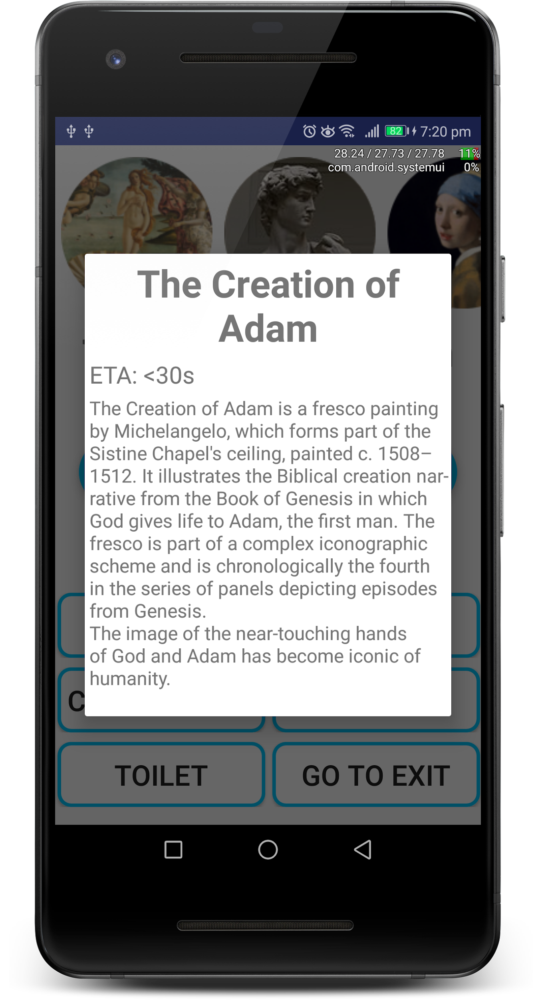 82 7:20 pm
28.24 / 27.73 / 27.78 11%
com.android.systemui 0%
The Creation of
Adam
ETA: <30s
The Creation of Adam is a fresco painting
by Michelangelo, which forms part of the
Sistine Chapel's ceiling, painted c. 1508–
1512. It illustrates the Biblical creation nar-
rative from the Book of Genesis in which
God gives life to Adam, the first man. The
fresco is part of a complex iconographic
scheme and is chronologically the fourth
in the series of panels depicting episodes
from Genesis.
The image of the near-touching hands
of God and Adam has become iconic of
humanity.
C
TOILET
GO TO EXIT